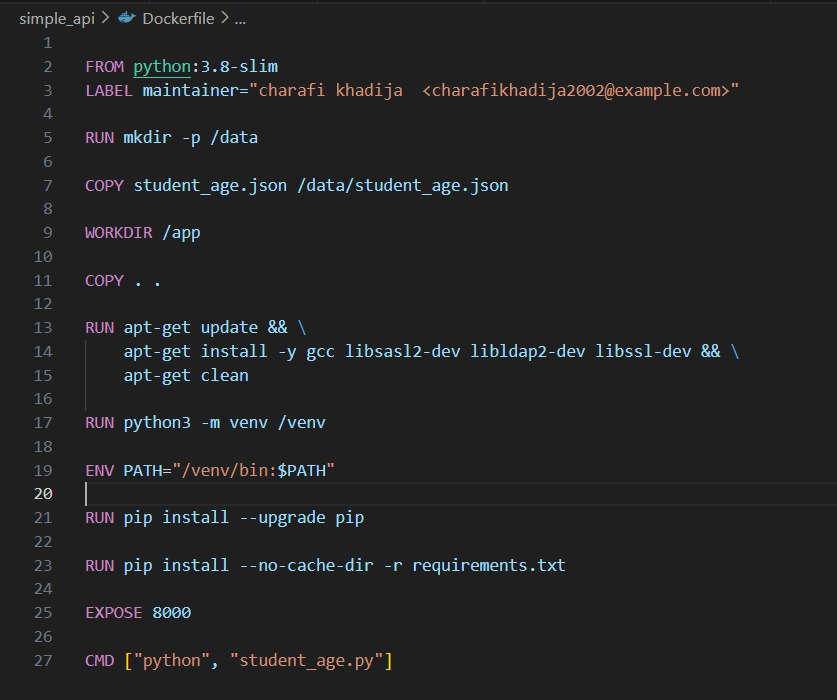 simple_api > Dockerfile > ...
1
2 FROM python:3.8-slim
3 LABEL maintainer="charafi khadija  <charafikhadija2002@example.com>"
4
5 RUN mkdir -p /data
6
7 COPY student_age.json /data/student_age.json
8
9 WORKDIR /app
10
11 COPY . .
12
13 RUN apt-get update && \
14     apt-get install -y gcc libsasl2-dev libldap2-dev libssl-dev && \
15     apt-get clean
16
17 RUN python3 -m venv /venv
18
19 ENV PATH="/venv/bin:$PATH"
20
21 RUN pip install --upgrade pip
22
23 RUN pip install --no-cache-dir -r requirements.txt
24
25 EXPOSE 8000
26
27 CMD ["python", "student_age.py"]